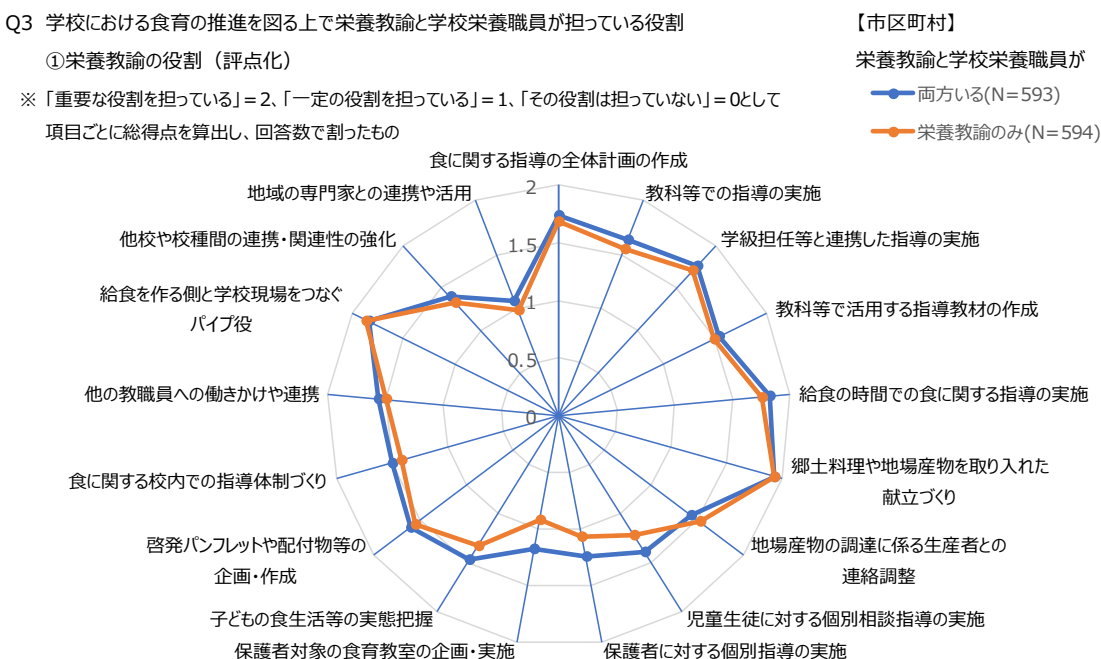 Q3 学校における食育の推進を図る上で栄養教諭と学校栄養職員が担っている役割
①栄養教諭の役割（評点化）
※ 「重要な役割を担っている」＝2、「一定の役割を担っている」＝1、「その役割は担っていない」＝0として
項目ごとに総得点を算出し、回答数で割ったもの
【市区町村】
栄養教諭と学校栄養職員が
両方いる(N＝593)
栄養教諭のみ(N＝594)
食に関する指導の全体計画の作成
教科等での指導の実施
学級担任等と連携した指導の実施
教科等で活用する指導教材の作成
給食の時間での食に関する指導の実施
郷土料理や地場産物を取り入れた
献立づくり
地場産物の調達に係る生産者との
連絡調整
児童生徒に対する個別相談指導の実施
保護者に対する個別指導の実施
保護者対象の食育教室の企画・実施
子どもの食生活等の実態把握
啓発パンフレットや配付物等の
企画・作成
食に関する校内での指導体制づくり
他の教職員への働きかけや連携
給食を作る側と学校現場をつなぐ
パイプ役
他校や校種間の連携・関連性の強化
地域の専門家との連携や活用
2
1.5
1
0.5
0